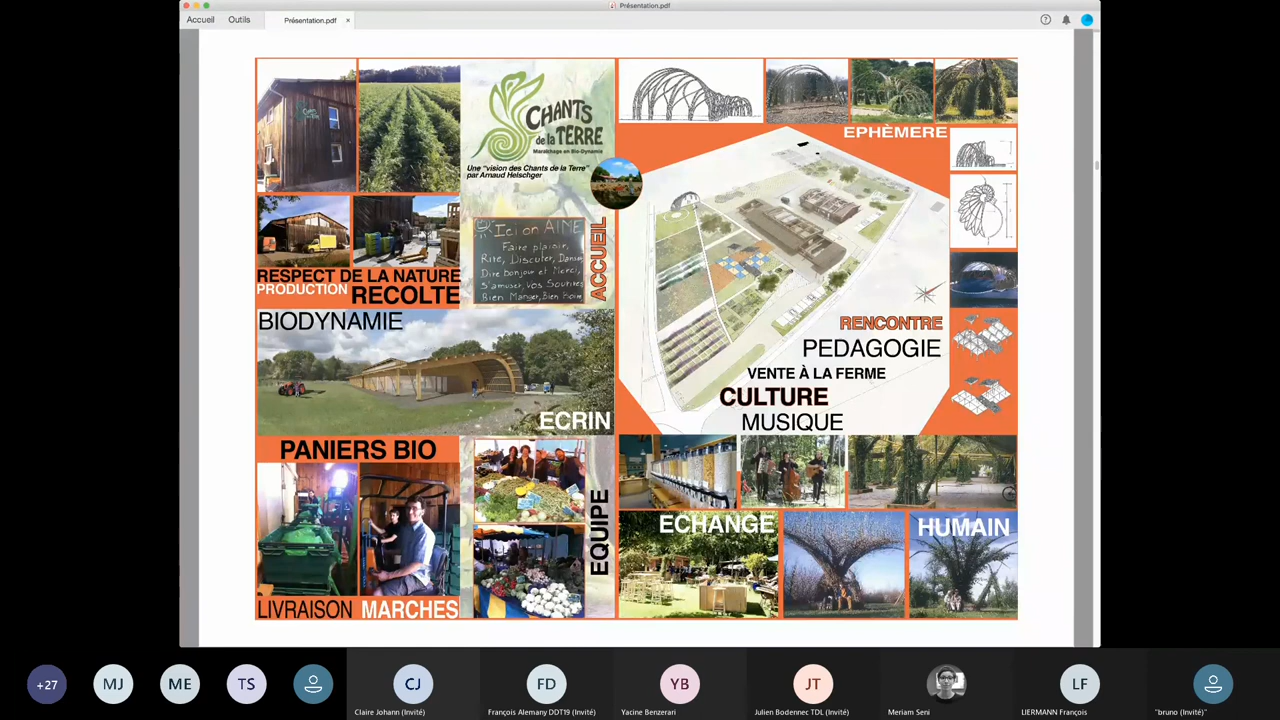 Présentation.pdf
Accueil
Outils
Présentation.pdf
CHANTS
de la TERRE
Maraîchage en Bio-Dynamie
Une "vision des Chants de la Terre"
par Arnaud Helschger
Ici on AIME
Faire plaisir,
Rire, Discuter, Danser
Dire bonjour et Merci,
S'amuser, vos Sourires
Bien Manger, Bien Boire
ACCUEIL
RESPECT DE LA NATURE
PRODUCTION
RECOLTE
BIODYNAMIE
ECRIN
PANIERS BIO
LIVRAISON
MARCHES
EQUIPE
EPHÈMERE
RENCONTRE
PEDAGOGIE
VENTE À LA FERME
CULTURE
MUSIQUE
ECHANGE
HUMAIN
+27
MJ
ME
TS
CJ
Claire Johann (Invité)
FD
François Alemany DDT19 (Invité)
YB
Yacine Benzerari
JT
Julien Bodennec TDL (Invité)
Meriam Seni
LF
LIERMANN François
"bruno (Invité)"